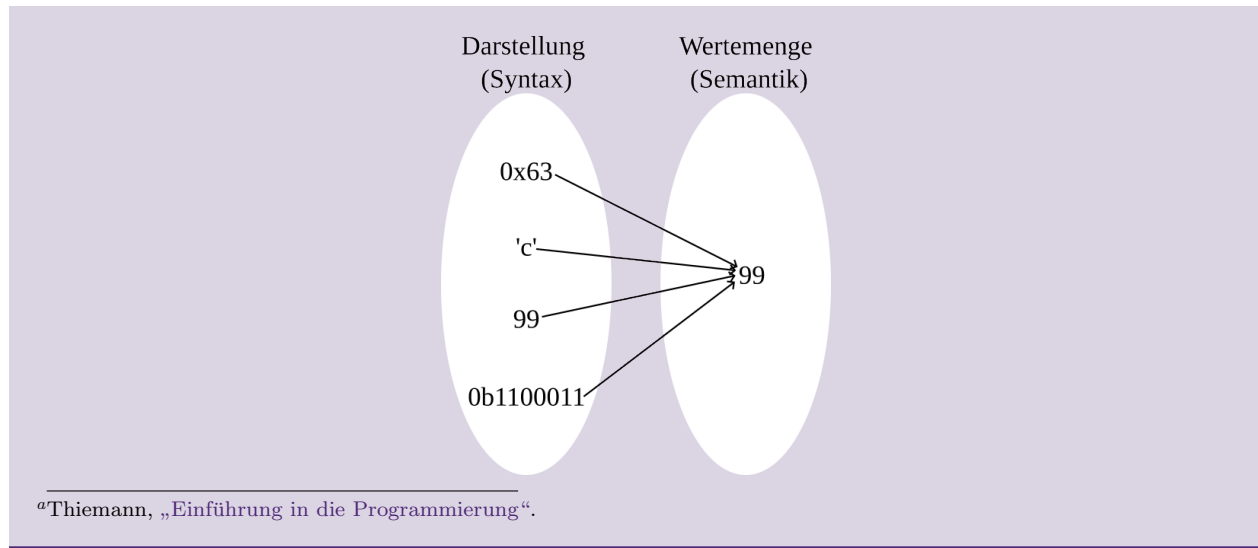 Darstellung
(Syntax)
Wertemenge
(Semantik)
0x63
'c'
99
0b1100011
99
aThiemann, „Einführung in die Programmierung“.